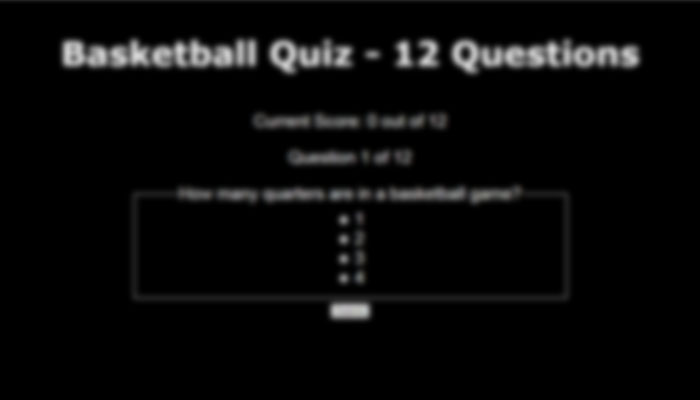 Basketball Quiz - 12 Questions
Current Score: 0 out of 12
Question 1 of 12
How many quarters are in a basketball game?
1
2
3
4